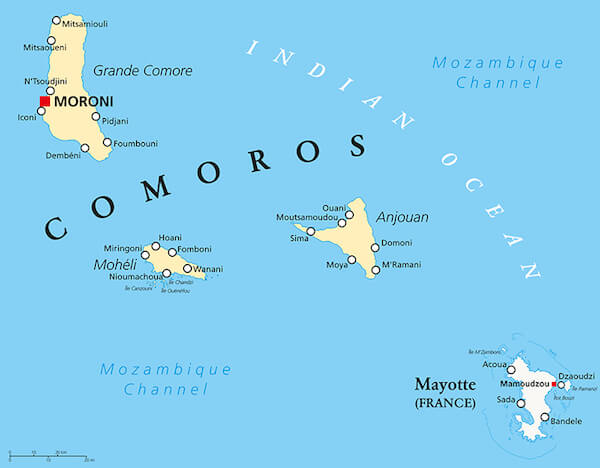 Mitsamiouli
Mitsaoueni
Grande Comore
N'Tsoudjini
MORONI
Iconi
Pidjani
Foumbouni
Dembéni
INDIAN OCEAN
Mozambique
Channel
COMOROS
Ouani
Moutsamoudou
Anjouan
Sima
Domoni
Moya
M'Ramani
Hoani
Miringoni
Fomboni
Mohéli
Wanani
Nioumachoua
Île Chandzi
Île Canzouni
Île Ouénéfou
Mozambique
Channel
Île M'Zamboro
Acoua
Mayotte
(FRANCE)
Mamoudzou
Dzaoudzi
Île Pamanzi
Îlot Bouzi
Sada
Bandele
0 10 20 km
0 10 20 mi